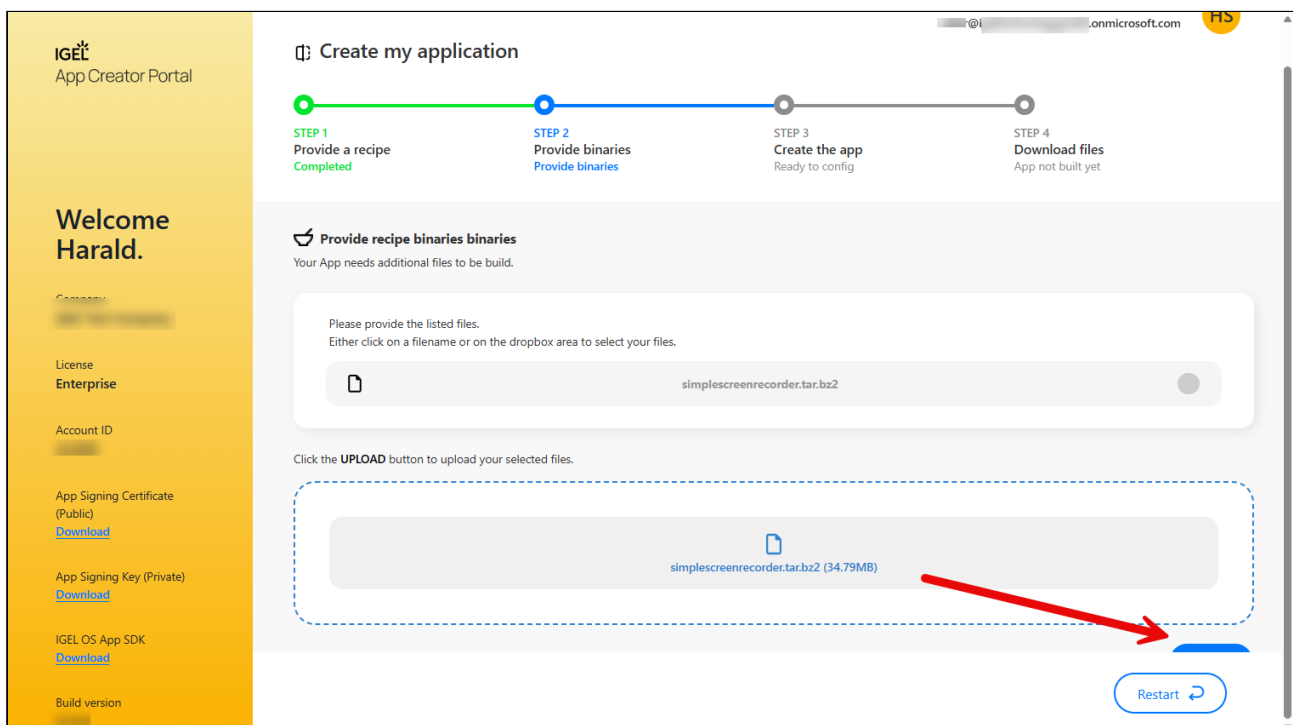 .onmicrosoft.com
HS
IGEL
App Creator Portal
Create my application
STEP 1
Provide a recipe
Completed
STEP 2
Provide binaries
Provide binaries
STEP 3
Create the app
Ready to config
STEP 4
Download files
App not built yet
Welcome
Harald.
License
Enterprise
Account ID
App Signing Certificate
(Public)
Download
App Signing Key (Private)
Download
IGEL OS App SDK
Download
Build version
Provide recipe binaries binaries
Your App needs additional files to be build.
Please provide the listed files.
Either click on a filename or on the dropbox area to select your files.
simplescreenrecorder.tar.bz2
Click the UPLOAD button to upload your selected files.
simplescreenrecorder.tar.bz2 (34.79MB)
Restart